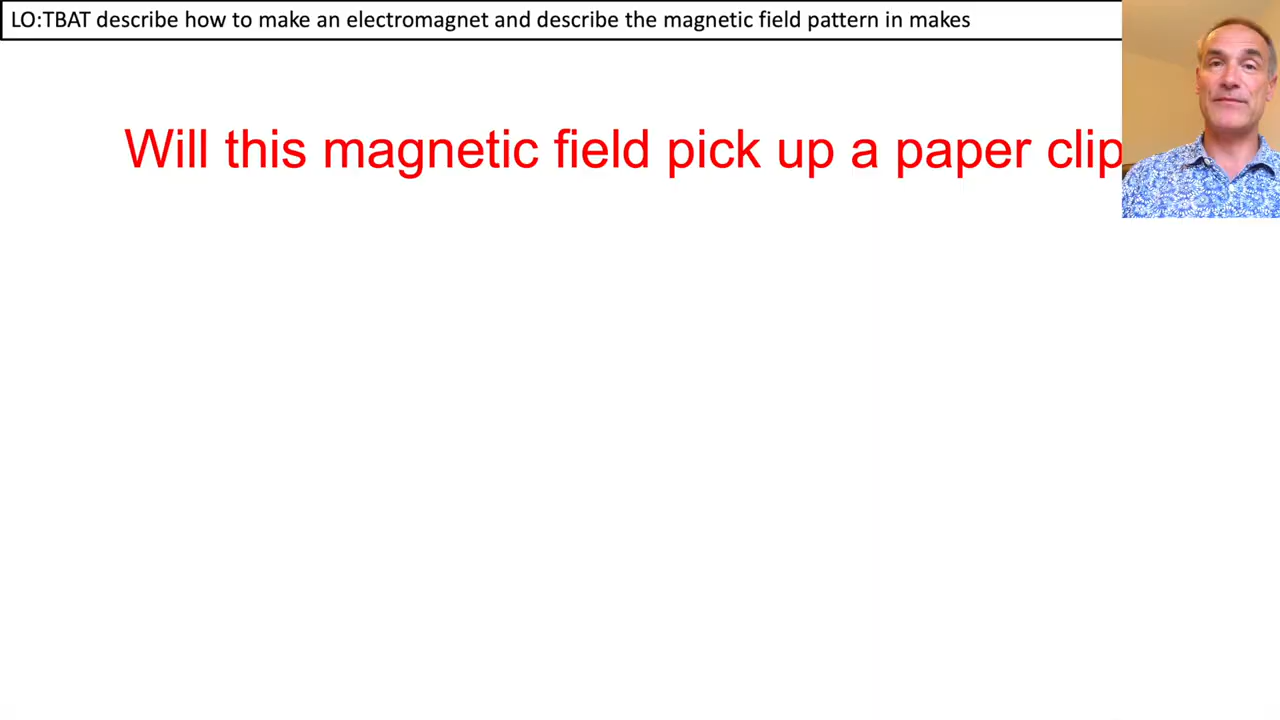 LO:TBAT describe how to make an electromagnet and describe the magnetic field pattern in makes
Will this magnetic field pick up a paper clip